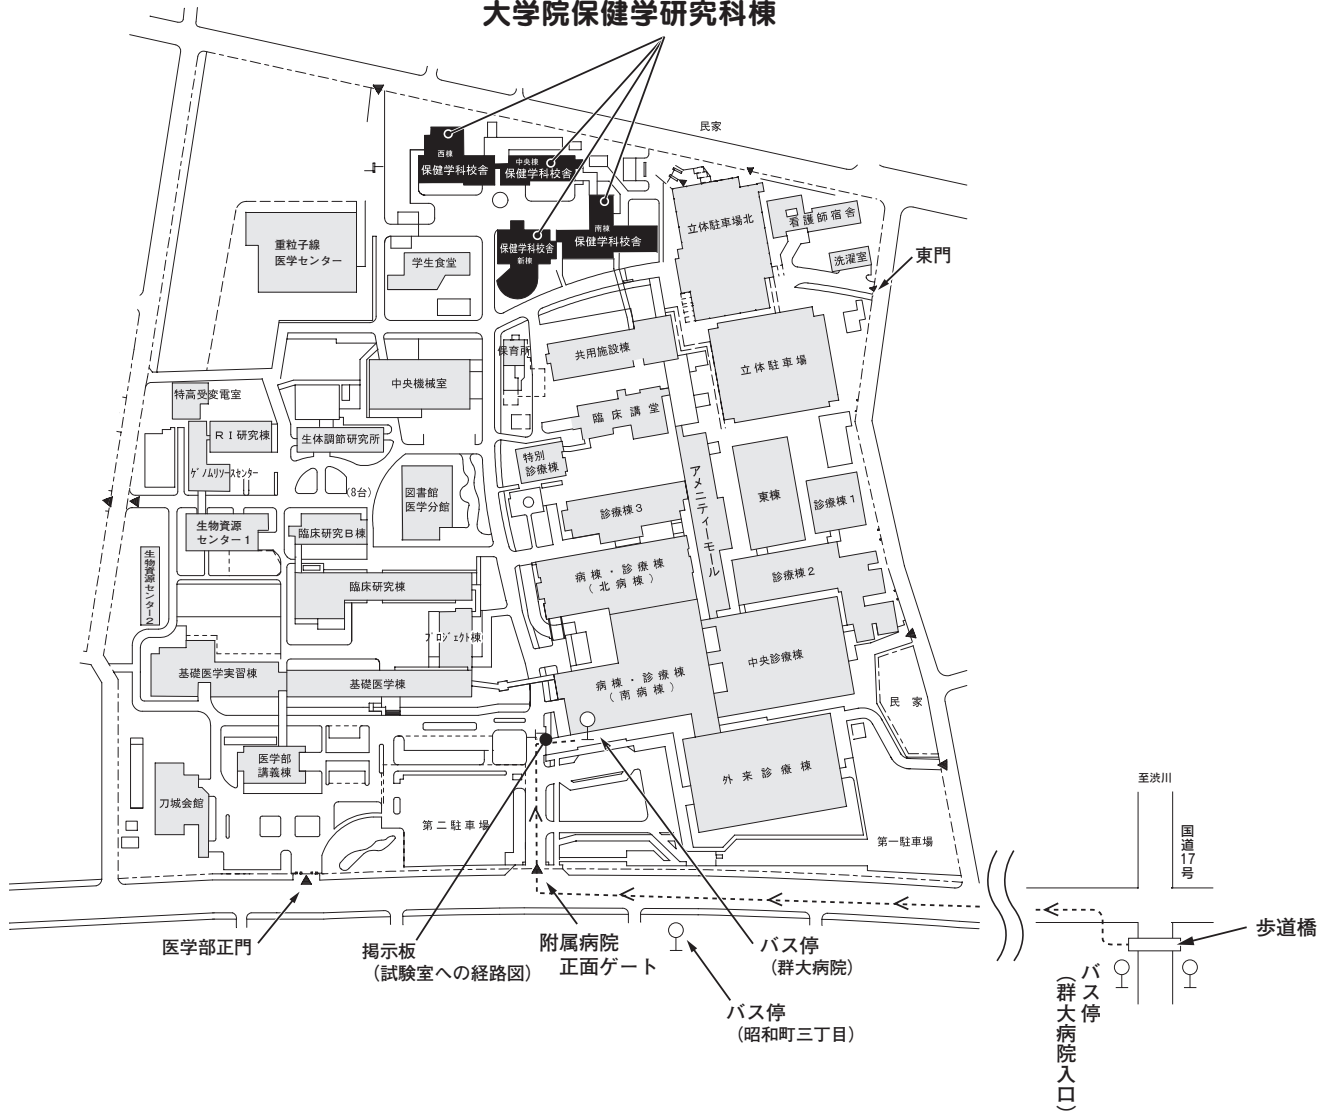 大学院保健学研究科棟
民家
西棟
保健学科校舎
中央棟
保健学科校舎
南棟
保健学科校舎
保健学科校舎
新棟
立体駐車場北
看護師宿舎
洗濯室
東門
重粒子線
医学センター
学生食堂
保育所
共用施設棟
立体駐車場
中央機械室
特高受変電室
臨床講堂
RI研究棟
生体調節研究所
特別
診療棟
アメニティーモール
ゲノムリソースセンター
(8台)
図書館
医学分館
東棟
診療棟1
診療棟3
生物資源
センター1
臨床研究B棟
生物資源センター2
病棟・診療棟
(北病棟)
診療棟2
臨床研究棟
プロジェクト棟
中央診療棟
基礎医学実習棟
基礎医学棟
病棟・診療棟
(南病棟)
民家
医学部
講義棟
外来診療棟
刀城会館
第二駐車場
第一駐車場
至渋川
国道17号
医学部正門
掲示板
(試験室への経路図)
附属病院
正面ゲート
バス停
(群大病院)
歩道橋
バス停
(昭和町三丁目)
バス停
(群大病院入口)